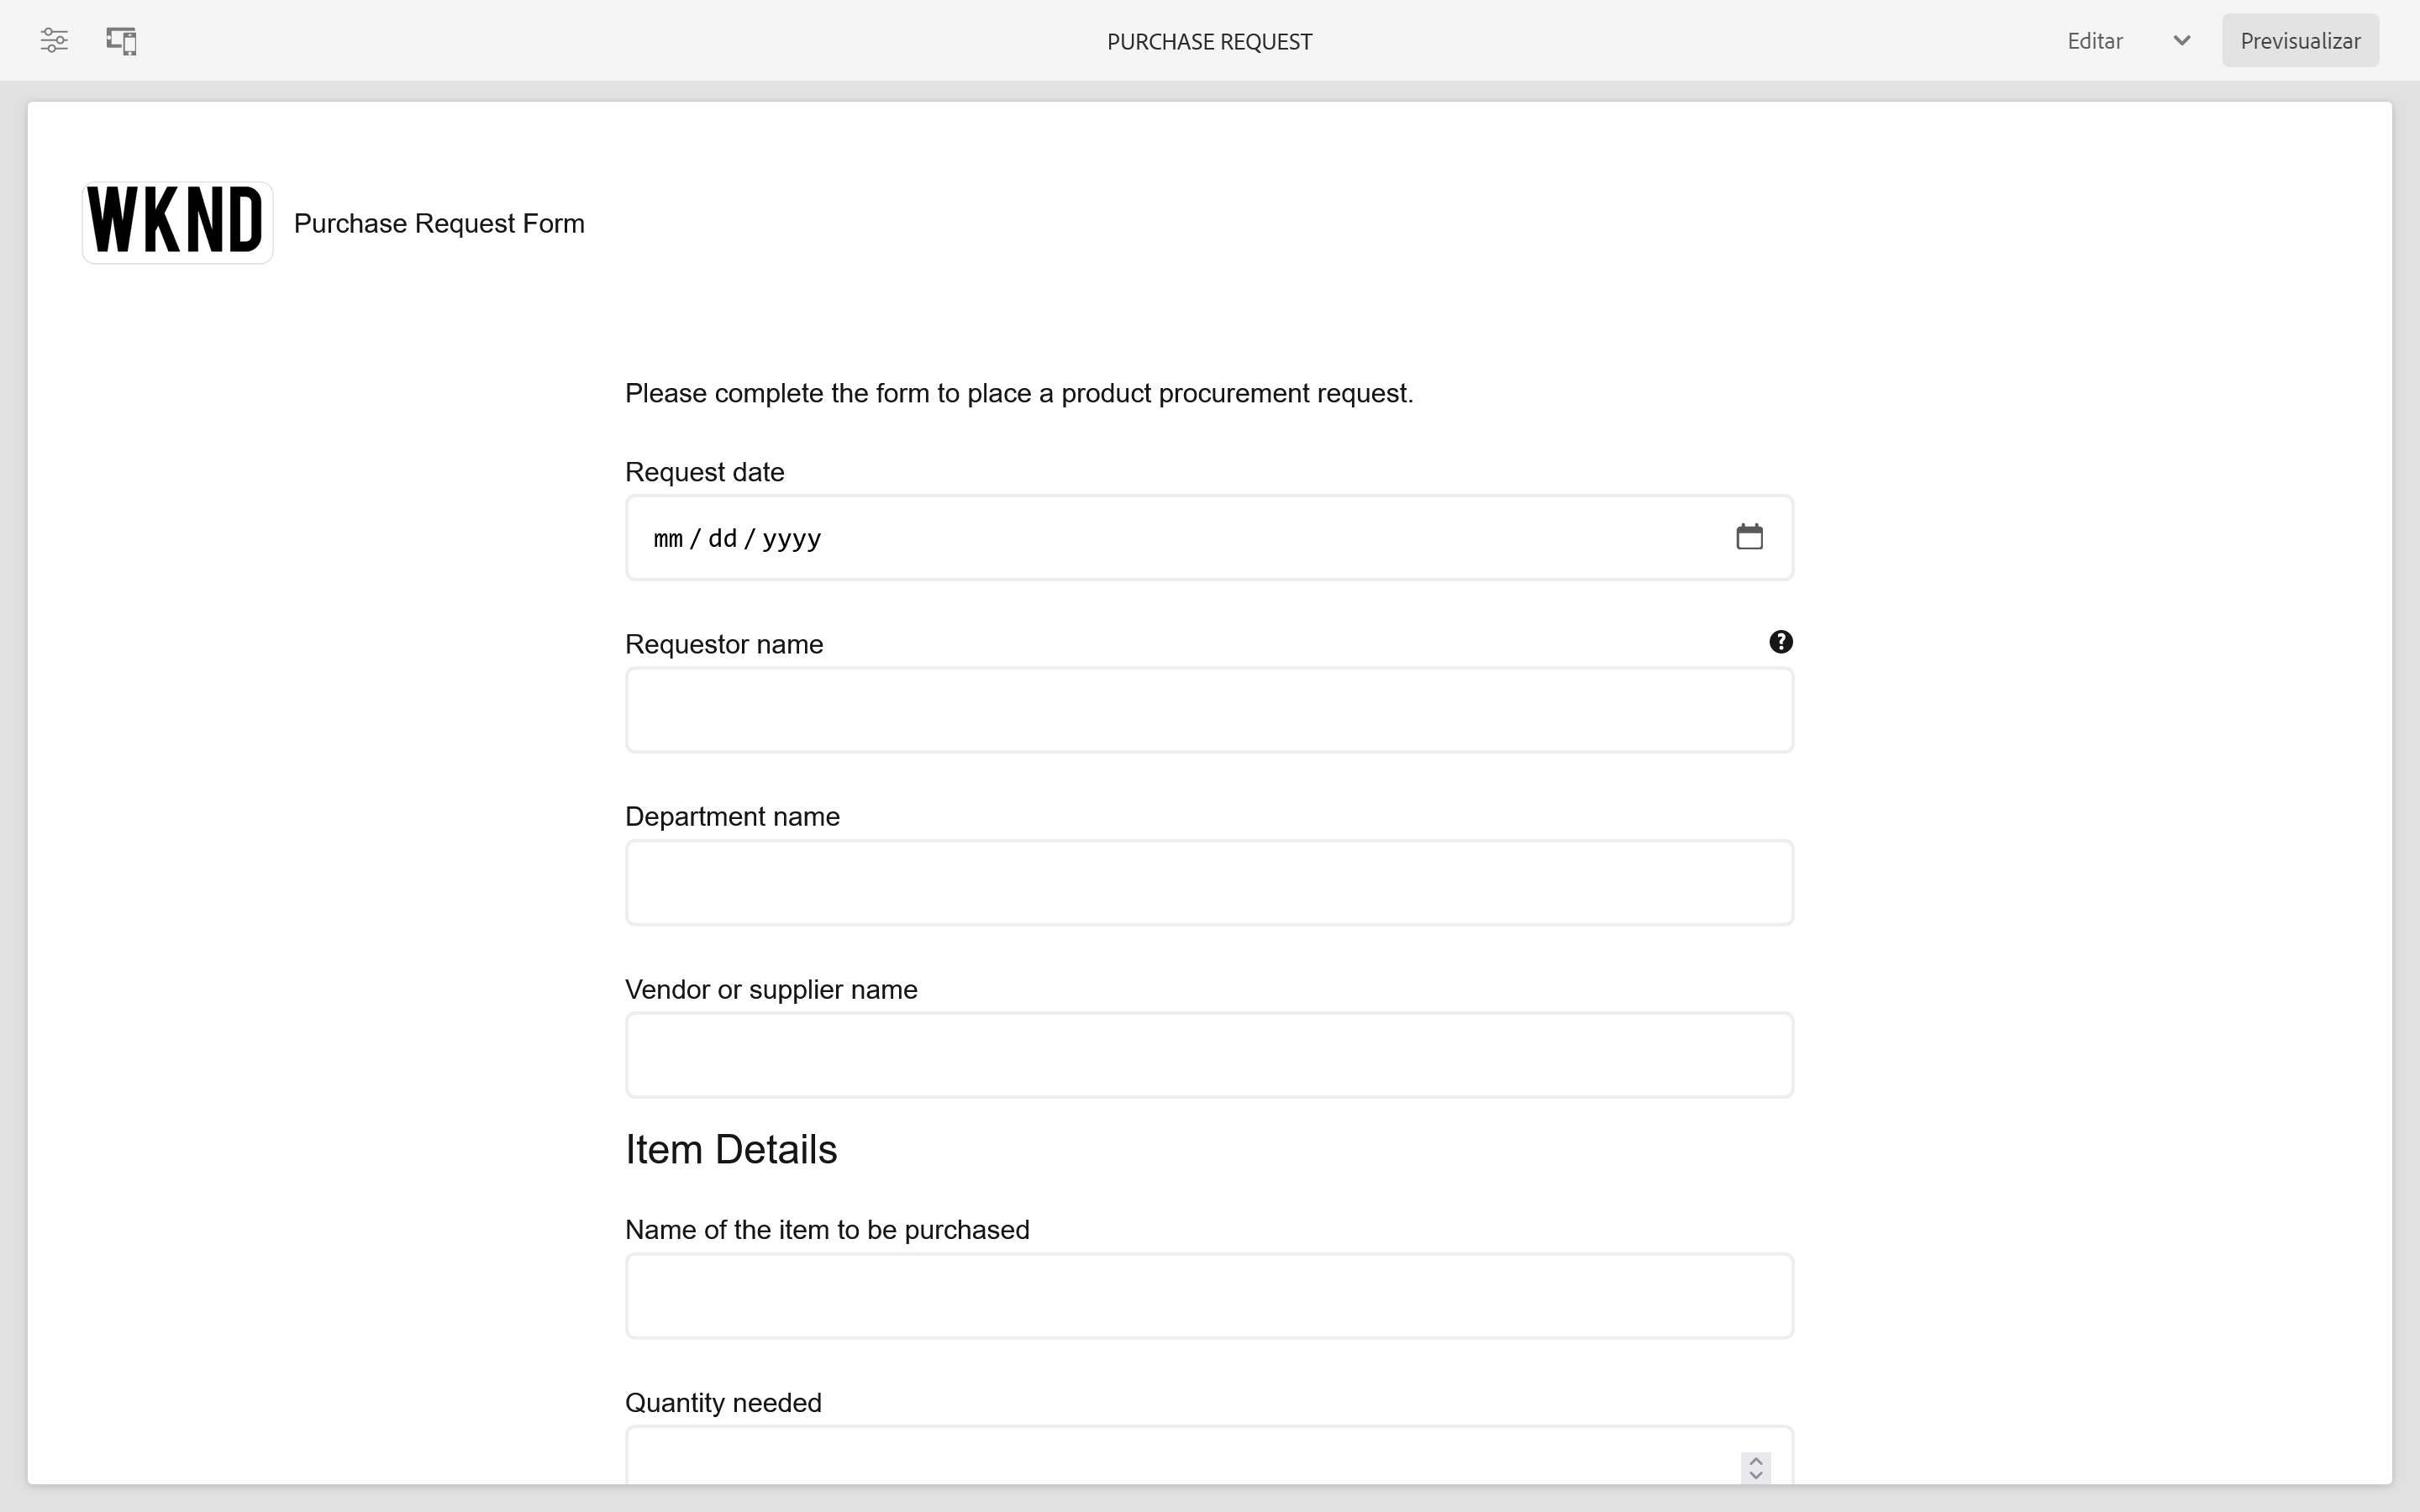 PURCHASE REQUEST
Editar
Previsualizar
WKND
Purchase Request Form
Please complete the form to place a product procurement request.
Request date
mm / dd / yyyy
Requestor name
?
Department name
Vendor or supplier name
Item Details
Name of the item to be purchased
Quantity needed